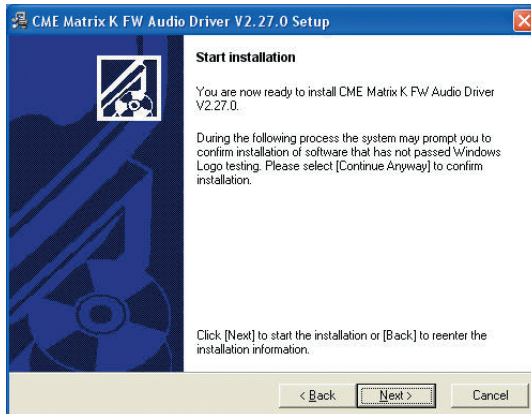 CME Matrix K FW Audio Driver V2.27.0 Setup
Start installation
You are now ready to install CME Matrix K FW Audio Driver
V2.27.0.
During the following process the system may prompt you to
confirm installation of software that has not passed Windows
Logo testing. Please select [Continue Anyway] to confirm
installation.
Click [Next] to start the installation or [Back] to reenter the
installation information.
< Back Next > Cancel